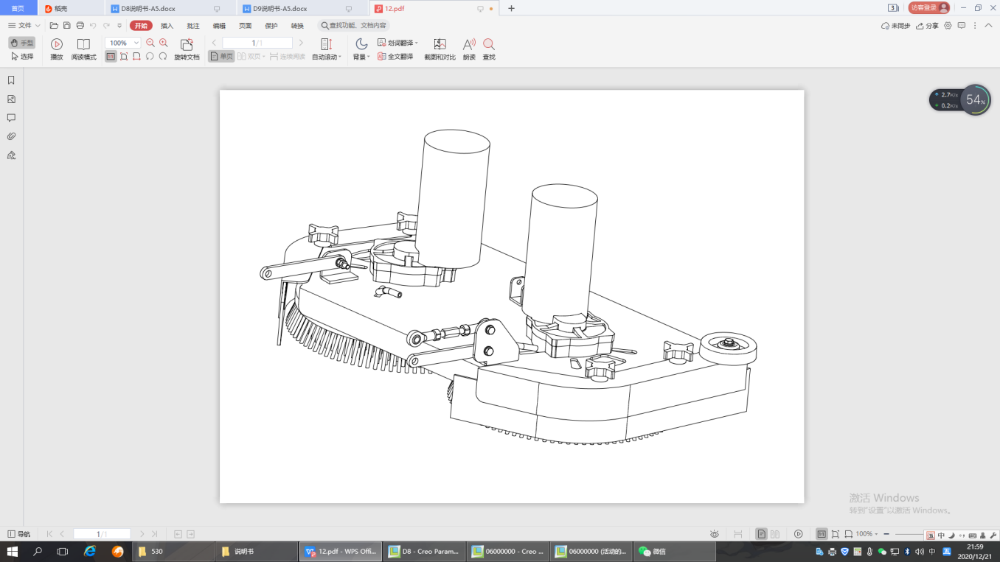 首页
稻壳
D8说明书-A5.docx
D9说明书-A5.docx
12.pdf
3
访客登录
文件
开始
插入
批注
编辑
页面
保护
转换
查找功能、文档内容
未同步
分享
手型
选择
播放
阅读模式
100%
旋转文档
1/1
单页
双页
连续阅读
自动滚动
背景
划词翻译
全文翻译
截图和对比
朗读
查找
2.7K/s
0.2K/s
54%
激活 Windows
转到"设置"以激活 Windows。
导航
1/1
100%
中
530
说明书
12.pdf - WPS Offi...
D8 - Creo Param...
06000000 - Creo ...
06000000 (活动的...
微信
中
21:59
2020/12/21